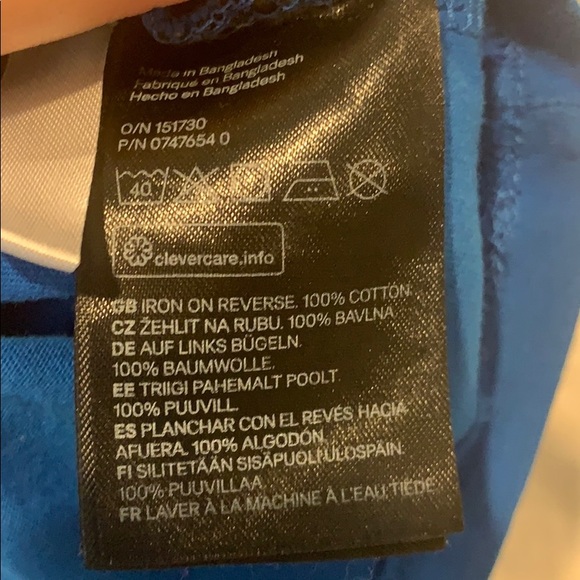 Made in Bangladesh
Fabriqué en Bangladesh
Hecho en Bangladesh
O/N 151730
P/N 0747654 0
40
clevercare.info
GB IRON ON REVERSE. 100% COTTON.
CZ ŽEHLIT NA RUBU. 100% BAVLNA
DE AUF LINKS BÜGELN.
100% BAUMWOLLE.
EE TRIIGI PAHEMALT POOLT.
100% PUUVILL.
ES PLANCHAR CON EL REVÉS HACIA
AFUERA. 100% ALGODÓN
FI SILITETÄÄN SISÄPUOLI ULOSPÄIN.
100% PUUVILLAA
FR LAVER À LA MACHINE À L'EAU TIÈDE